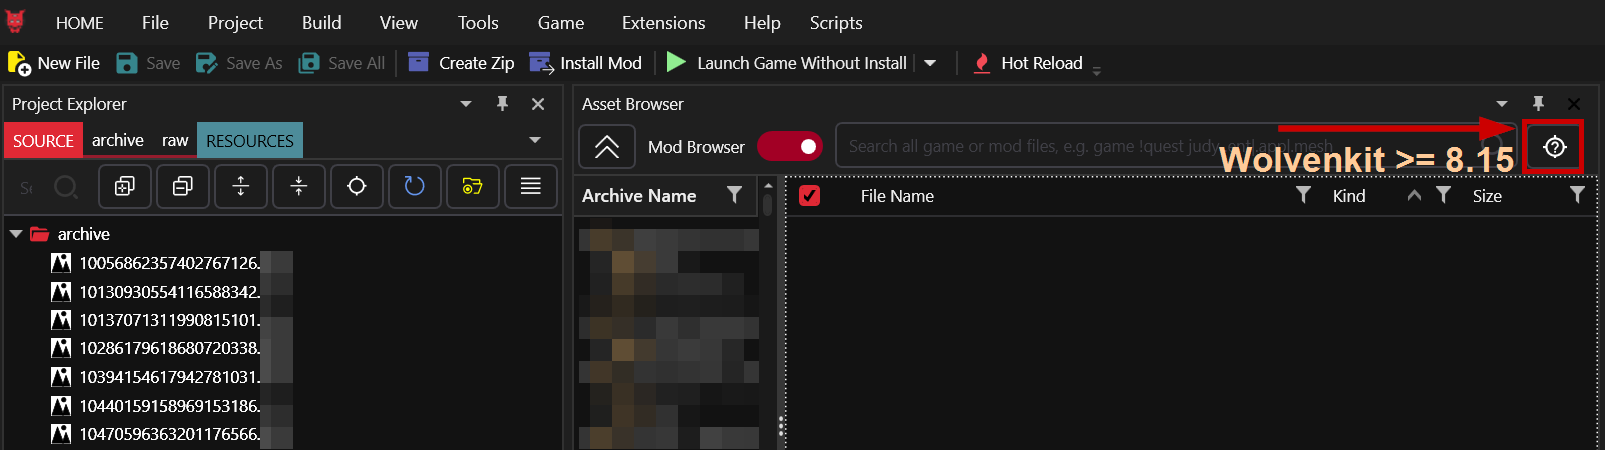 HOME File Project Build View Tools Game Extensions Help Scripts
New File Save Save As Save All Create Zip Install Mod Launch Game Without Install Hot Reload
Project Explorer
SOURCE archive raw RESOURCES
Se
archive
10056862357402767126.
10130930554116588342.
10137071311990815101.
10286179618680720338.
10394154617942781031.
10440159158969153186.
10470596363201176566.
Asset Browser
Mod Browser
Search all game or mod files, e.g. game !quest judy .ent|.app|.mesh
Wolvenkit >= 8.15
Archive Name
File Name Kind Size